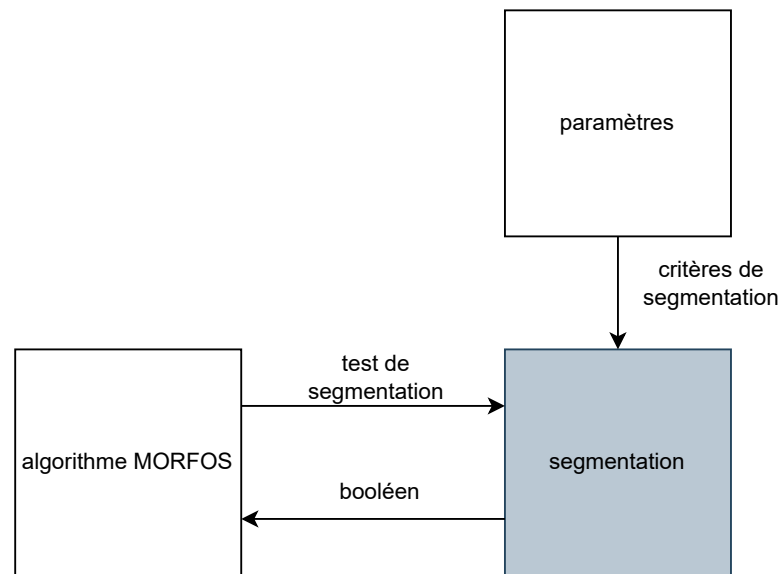 paramètres
critères de
segmentation
test de
segmentation
algorithme MORFOS
segmentation
booléen